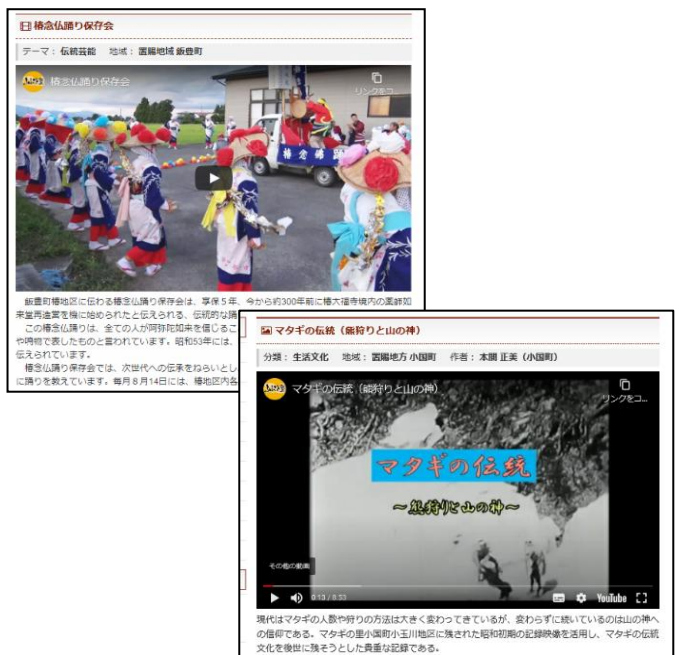 椿念仏踊り保存会
テーマ： 伝統芸能　地域： 置賜地域 飯豊町
椿念仏踊り保存会
リンクをコ...
椿念佛踊
飯豊町椿地区に伝わる椿念仏踊り保存会は、享保５年、今から約300年前に椿大福寺境内の薬師如
来堂再造営を機に始められたと伝えられる、伝統的な踊
この椿念仏踊りは、全ての人が阿弥陀如来を信じるこ
や鳴物で表したものと言われています。昭和53年には、
伝えられています。
椿念仏踊り保存会では、次世代への伝承をねらいとし
に踊りを教えています。毎月８月14日には、椿地区内各
マタギの伝統（熊狩りと山の神）
分類： 生活文化　地域： 置賜地方 小国町　作者： 本間 正美（小国町）
マタギの伝統（熊狩りと山の神）
リンクをコ...
マタギの伝統
～熊狩りと山の神～
その他の動画
0:13 / 8:53
YouTube
現代はマタギの人数や狩りの方法は大きく変わってきているが、変わらずに続いているのは山の神へ
の信仰である。マタギの里小国町小玉川地区に残された昭和初期の記録映像を活用し、マタギの伝統
文化を後世に残そうとした貴重な記録である。